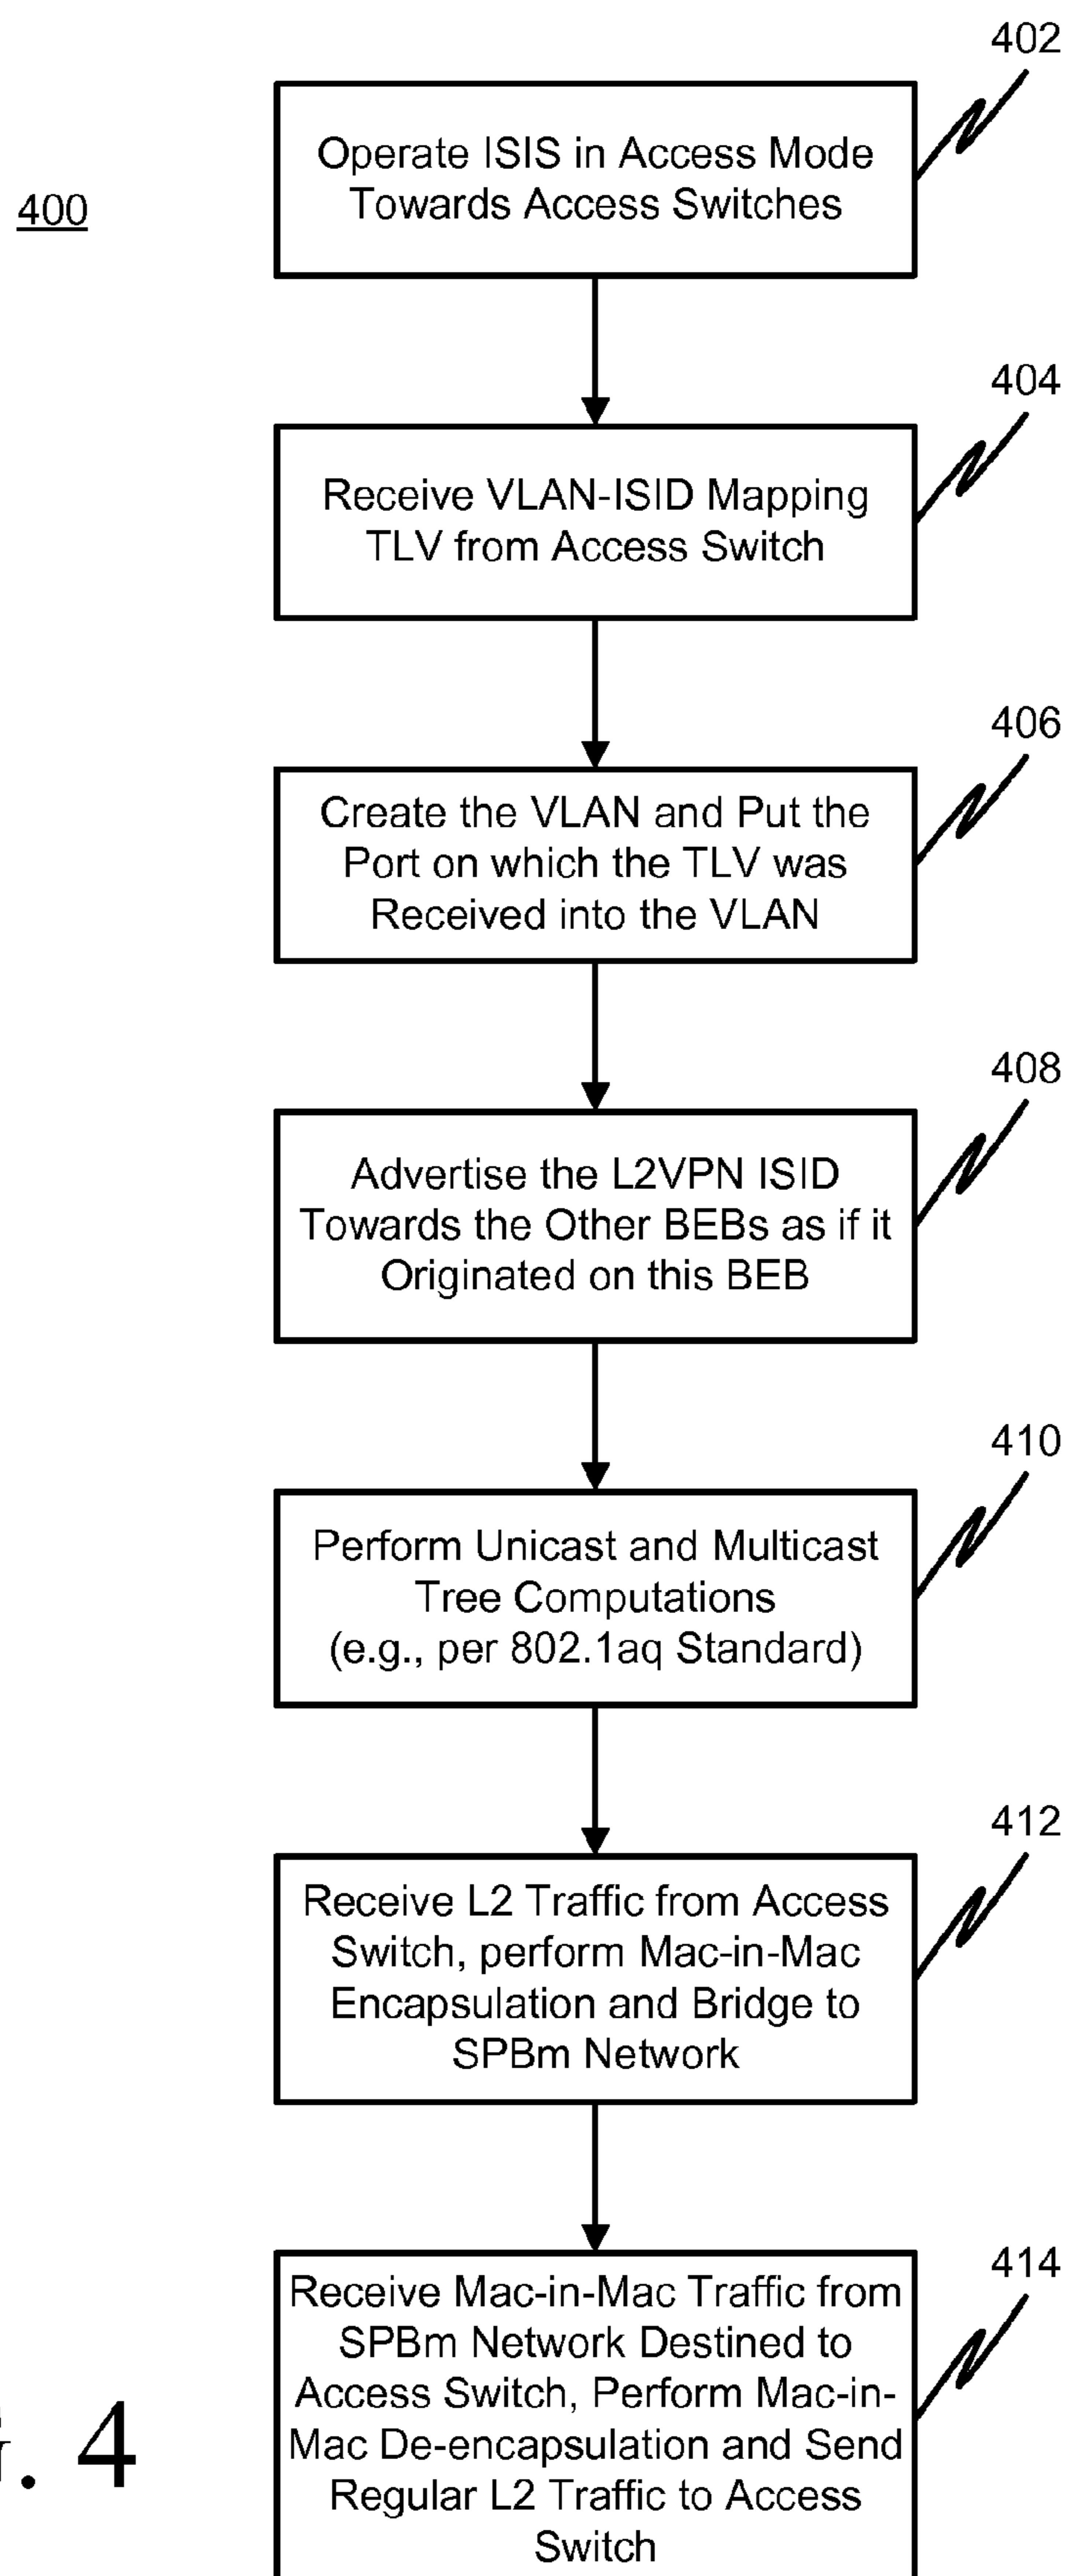 402
Operate ISIS in Access Mode
Towards Access Switches
400
404
Receive VLAN-ISID Mapping
TLV from Access Switch
406
Create the VLAN and Put the
Port on which the TLV was
Received into the VLAN
408
Advertise the L2VPN ISID
Towards the Other BEBs as if it
Originated on this BEB
410
Perform Unicast and Multicast
Tree Computations
(e.g., per 802.1aq Standard)
412
Receive L2 Traffic from Access
Switch, perform Mac-in-Mac
Encapsulation and Bridge to
SPBm Network
414
Receive Mac-in-Mac Traffic from
SPBm Network Destined to
Access Switch, Perform Mac-in-
Mac De-encapsulation and Send
Regular L2 Traffic to Access
Switch
. 4